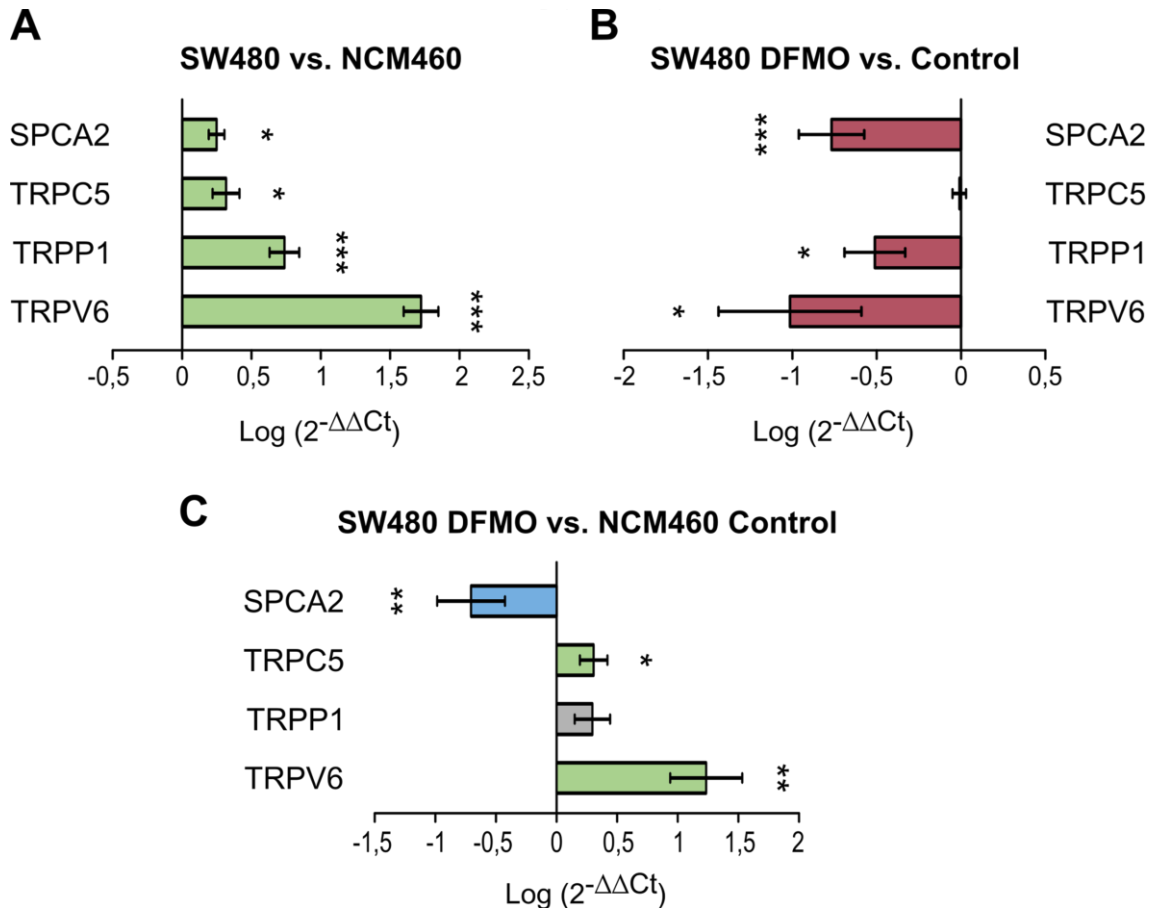 A
SW480 vs. NCM460
SPCA2
*
TRPC5
*
TRPP1
***
TRPV6
***
-0,5 0 0,5 1 1,5 2 2,5
Log (2^-ΔΔCt)
B
SW480 DFMO vs. Control
***
SPCA2
TRPC5
*
TRPP1
*
TRPV6
-2 -1,5 -1 -0,5 0 0,5
Log (2^-ΔΔCt)
C
SW480 DFMO vs. NCM460 Control
SPCA2
**
TRPC5
*
TRPP1
TRPV6
**
-1,5 -1 -0,5 0 0,5 1 1,5 2
Log (2^-ΔΔCt)